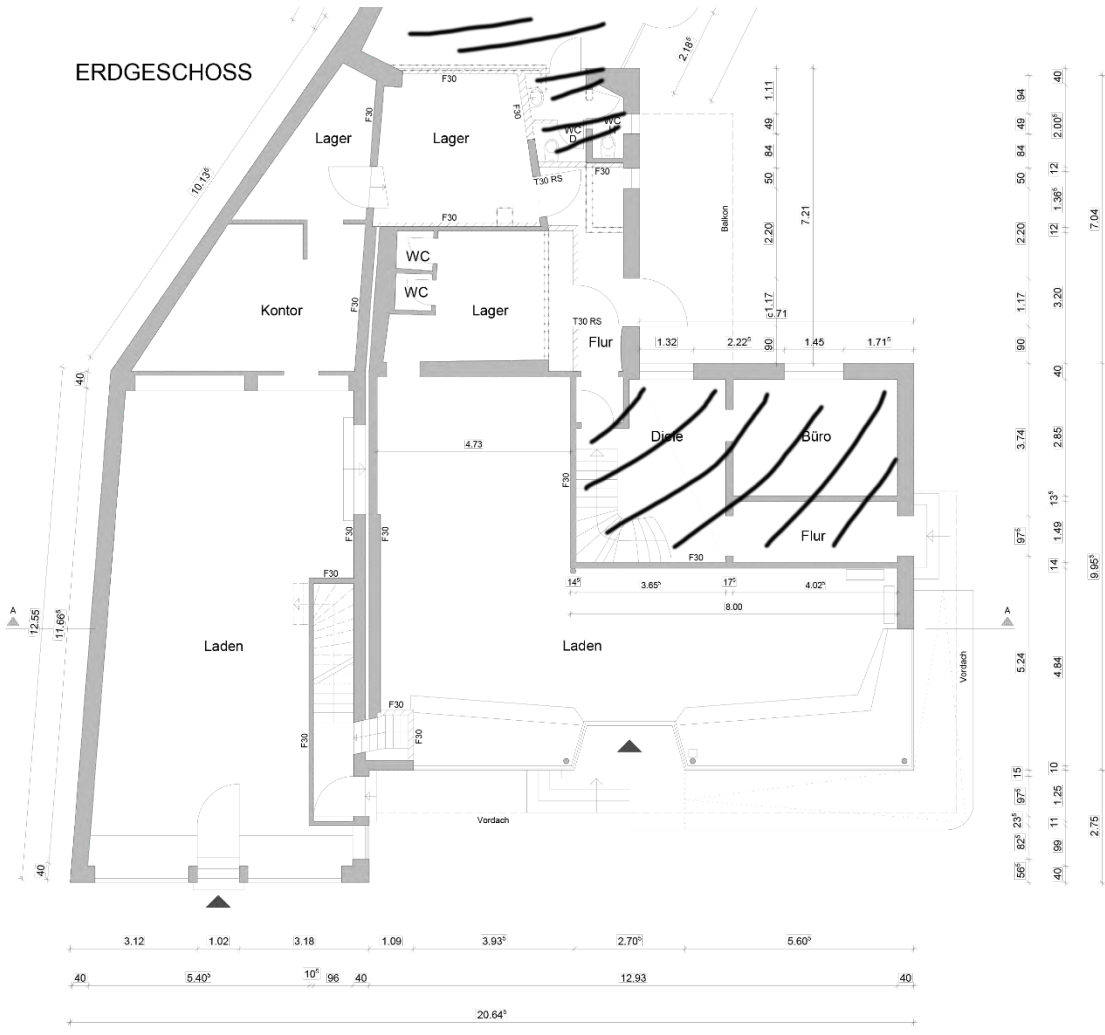 ERDGESCHOSS
2.18⁵
10.13⁵
F30
F30
F30
Lager
Lager
WC
D
WC
T30 RS
F30
F30
WC
WC
Kontor
F30
Lager
T30 RS
Flur
Balkon
7.21
1.11
49
84
50
2.20
1.17
90
94
49
84
50
2.20
1.17
90
3.74
97⁵
14
5.24
15
97⁵
23⁵
82⁵
56⁵
40
2.00⁵
12
1.36⁵
12
3.20
40
2.85
13⁵
1.49
14
4.84
10
1.25
11
99
40
7.04
9.95⁵
2.75
1.32
2.22⁵
1.45
1.71⁵
40
4.73
Diele
Büro
F30
Flur
F30
F30
F30
F30
14⁵
3.65
17⁵
4.02⁵
8.00
A
12.55
11.66⁵
Laden
Laden
A
Vordach
F30
F30
F30
Vordach
40
3.12
1.02
3.18
1.09
3.93⁵
2.70⁵
5.60⁵
40
5.40⁵
10⁵
96
40
12.93
40
20.64⁵